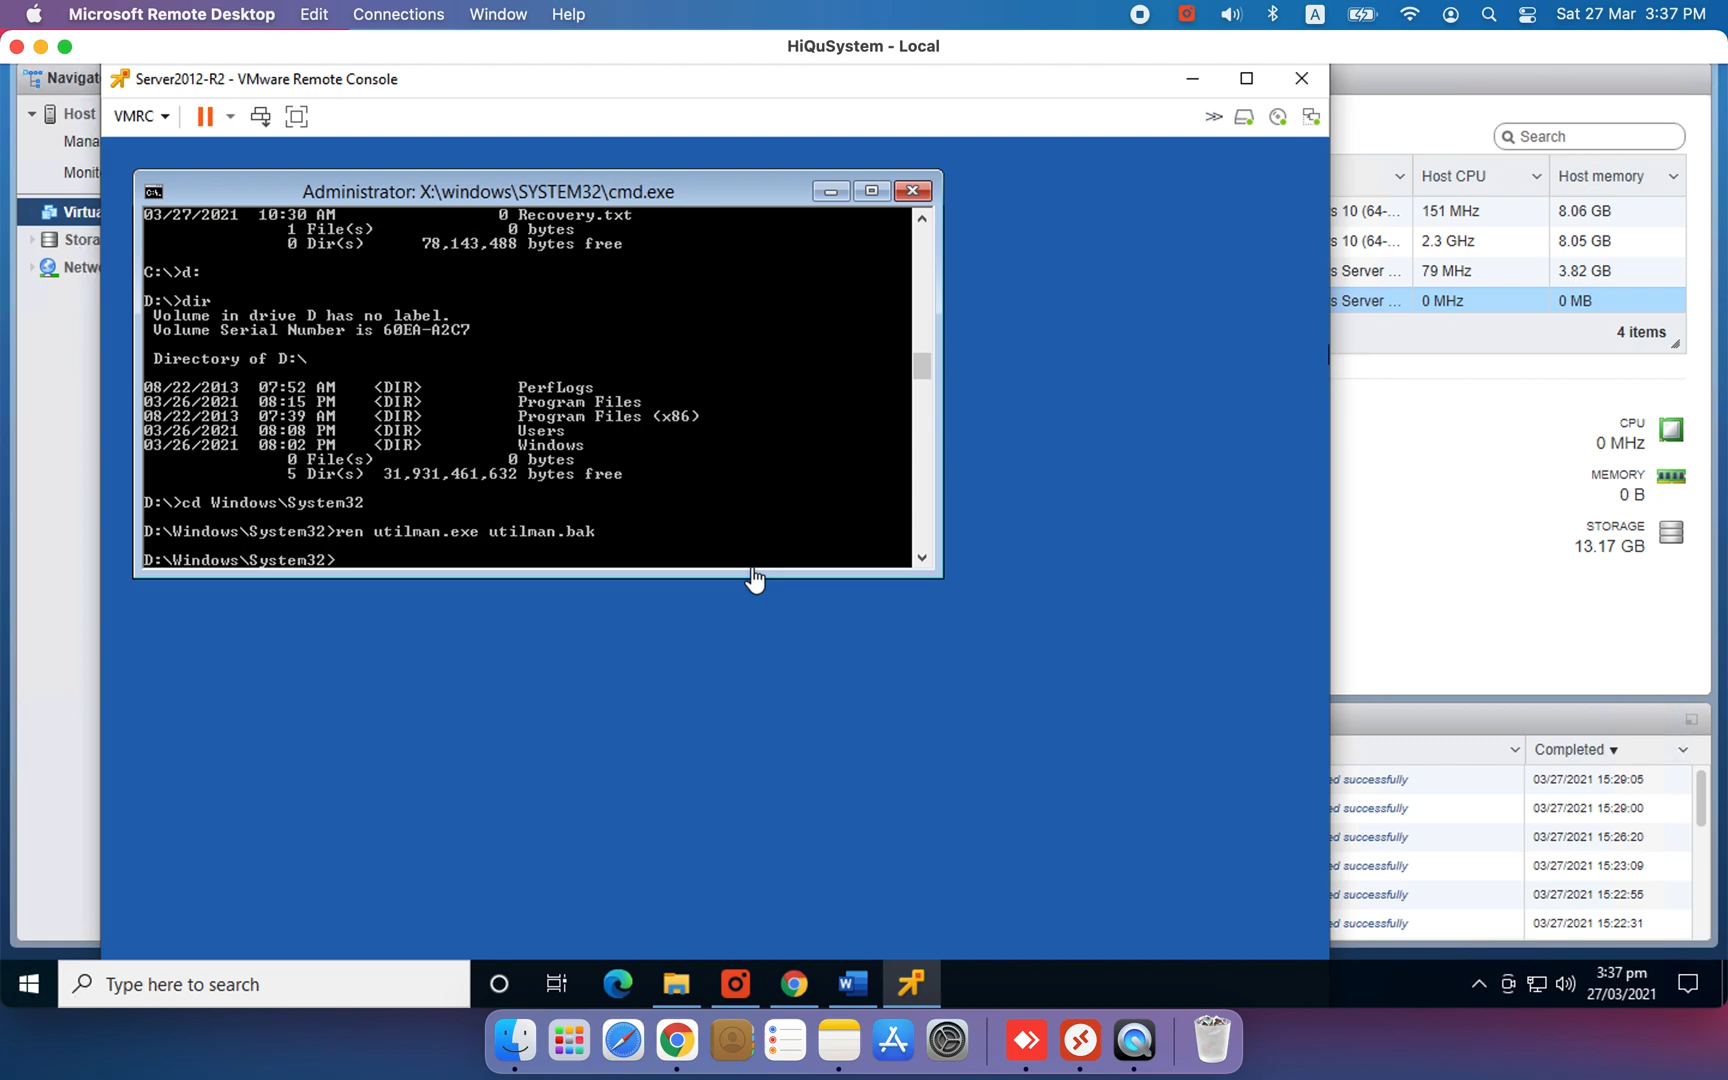 Microsoft Remote Desktop Edit Connections Window Help A Sat 27 Mar 3:37 PM
HiQuSystem - Local
Navigat
Server2012-R2 - VMware Remote Console
VMRC
Host
Mana
Monit
Virtua
Stora
Netw
Search
Host CPU Host memory
s 10 (64-... 151 MHz 8.06 GB
s 10 (64-... 2.3 GHz 8.05 GB
s Server ... 79 MHz 3.82 GB
s Server ... 0 MHz 0 MB
4 items
CPU
0 MHz
MEMORY
0 B
STORAGE
13.17 GB
Administrator: X:\windows\SYSTEM32\cmd.exe
03/27/2021 10:30 AM 0 Recovery.txt
1 File(s) 0 bytes
0 Dir(s) 78,143,488 bytes free
C:\>d:
D:\>dir
Volume in drive D has no label.
Volume Serial Number is 60EA-A2C7
Directory of D:\
08/22/2013 07:52 AM <DIR> PerfLogs
03/26/2021 08:15 PM <DIR> Program Files
08/22/2013 07:39 AM <DIR> Program Files (x86)
03/26/2021 08:08 PM <DIR> Users
03/26/2021 08:02 PM <DIR> Windows
0 File(s) 0 bytes
5 Dir(s) 31,931,461,632 bytes free
D:\>cd Windows\System32
D:\Windows\System32>ren utilman.exe utilman.bak
D:\Windows\System32>
Completed
ed successfully 03/27/2021 15:29:05
ed successfully 03/27/2021 15:29:00
ed successfully 03/27/2021 15:26:20
ed successfully 03/27/2021 15:23:09
ed successfully 03/27/2021 15:22:55
ed successfully 03/27/2021 15:22:31
Type here to search
3:37 pm
27/03/2021